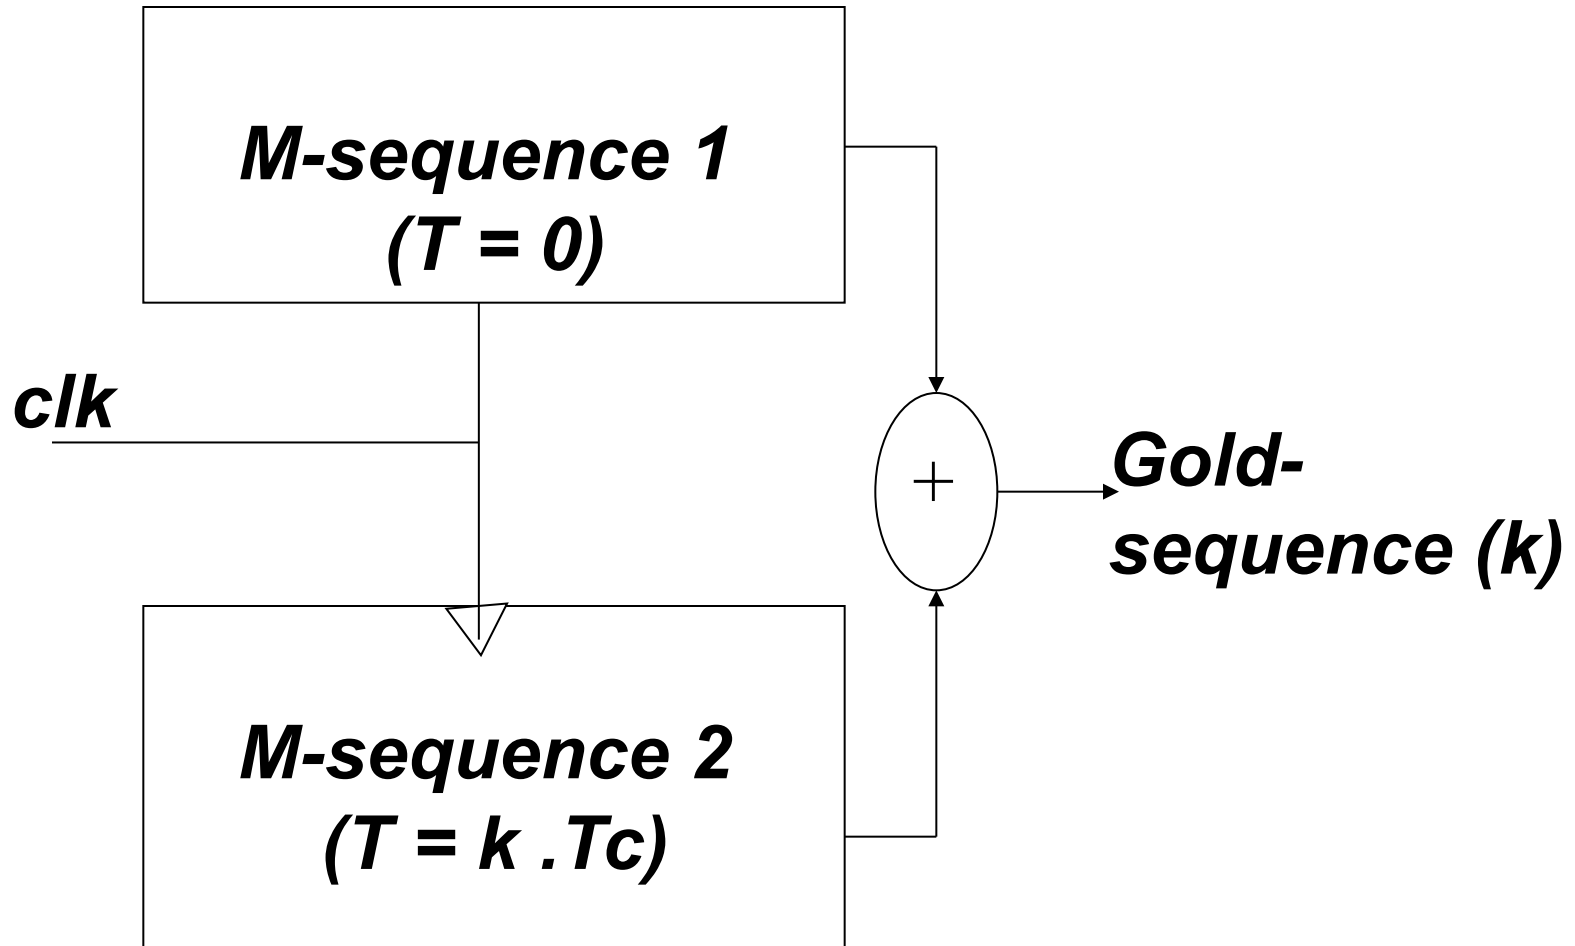 M-sequence 1
(T = 0)
clk
+
Gold-
sequence (k)
M-sequence 2
(T = k .Tc)